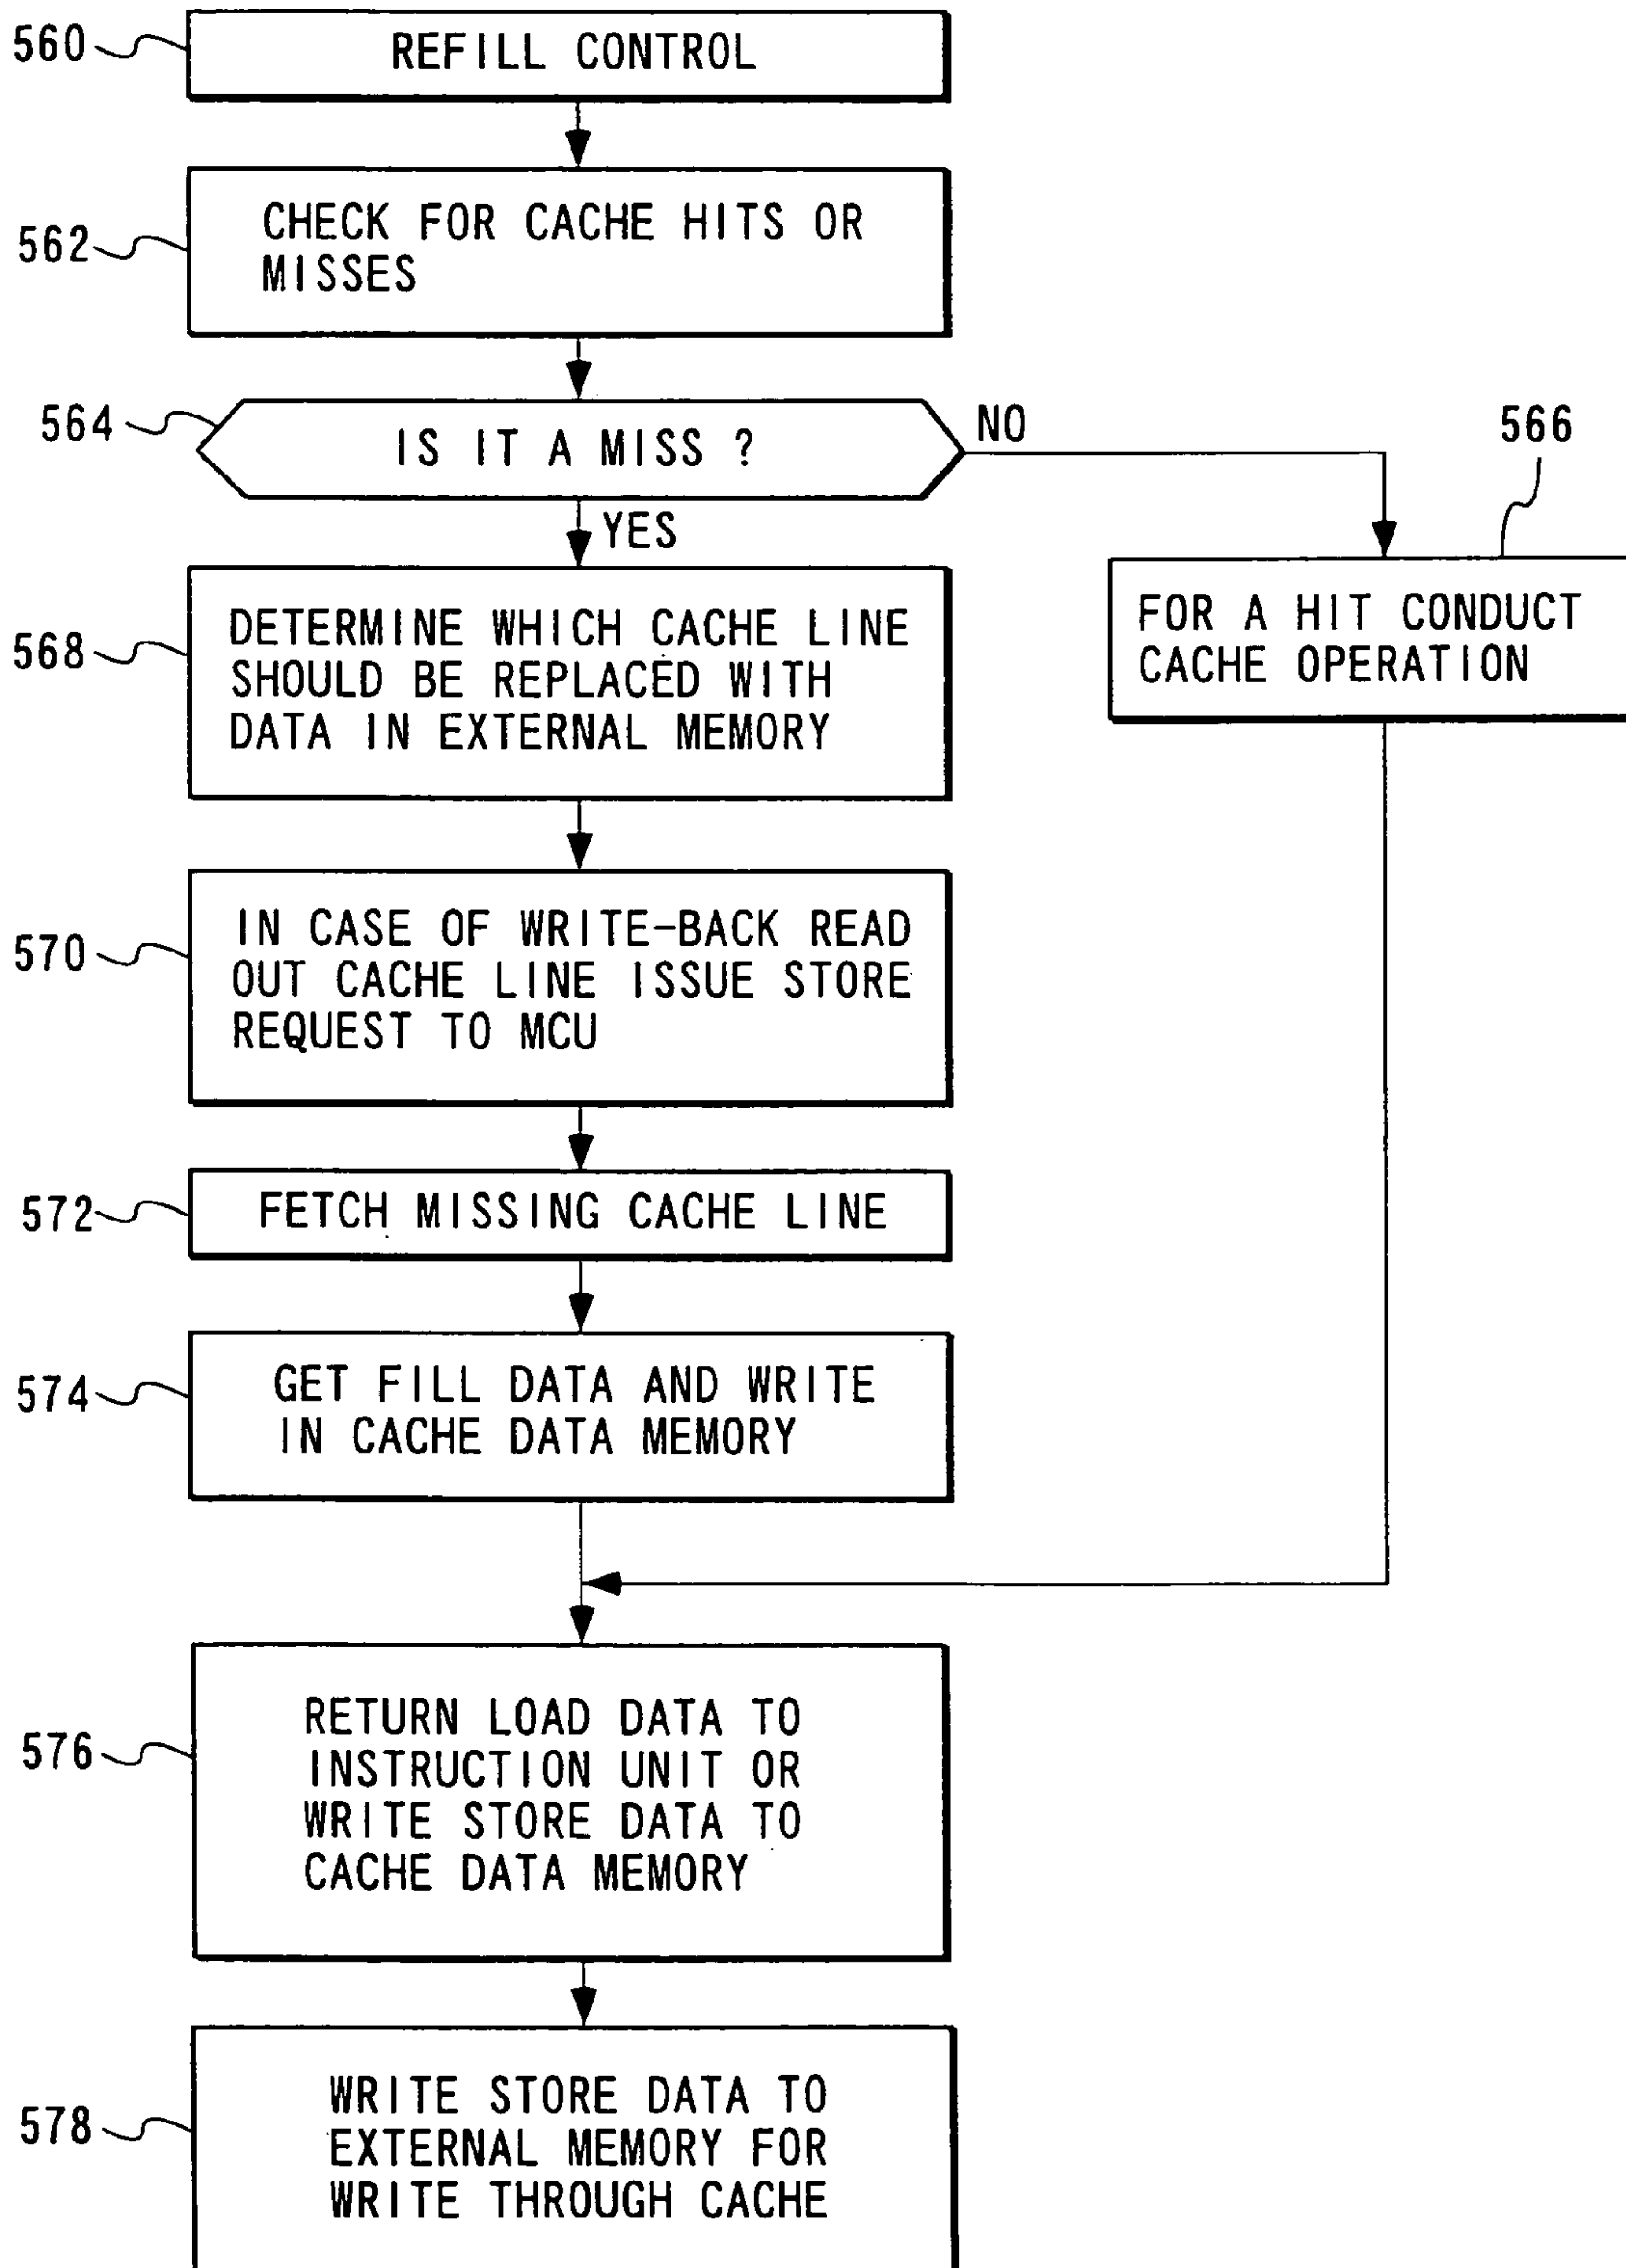 560
REFILL CONTROL
562
CHECK FOR CACHE HITS OR
MISSES
564
IS IT A MISS ?
NO
566
YES
568
DETERMINE WHICH CACHE LINE
SHOULD BE REPLACED WITH
DATA IN EXTERNAL MEMORY
FOR A HIT CONDUCT
CACHE OPERATION
570
IN CASE OF WRITE-BACK READ
OUT CACHE LINE ISSUE STORE
REQUEST TO MCU
572
FETCH MISSING CACHE LINE
574
GET FILL DATA AND WRITE
IN CACHE DATA MEMORY
576
RETURN LOAD DATA TO
INSTRUCTION UNIT OR
WRITE STORE DATA TO
CACHE DATA MEMORY
578
WRITE STORE DATA TO
EXTERNAL MEMORY FOR
WRITE THROUGH CACHE